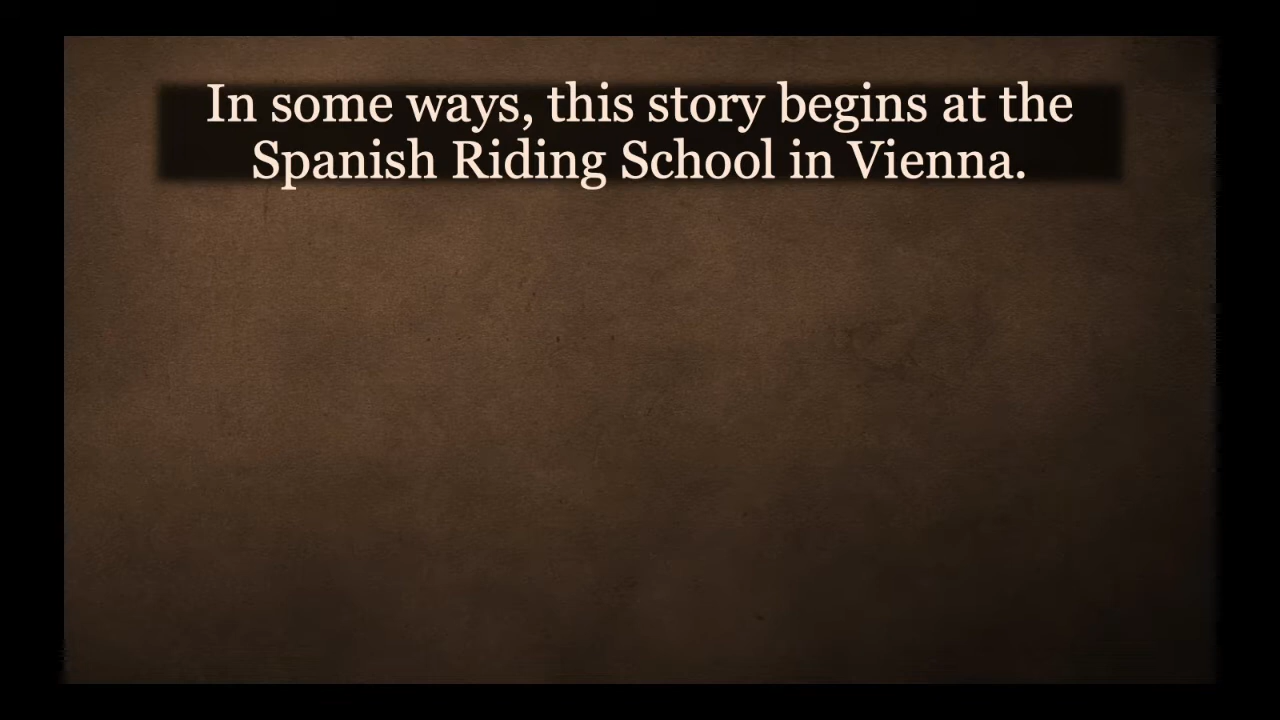 In some ways, this story begins at the
Spanish Riding School in Vienna.